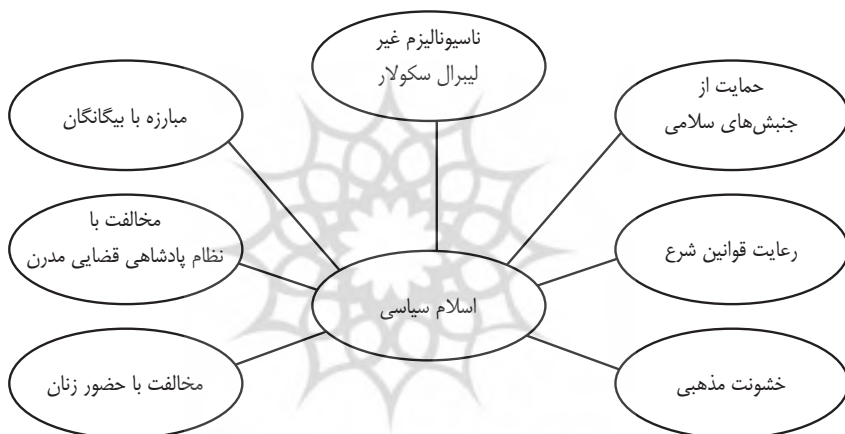 ناسیونالیزم غیر
لیبرال سکولار
حمایت از
جنبش‌های سلامی
مبارزه با بیگانگان
رعایت قوانین شرع
مخالفت با
نظام پادشاهی قضایی مدرن
اسلام سیاسی
خشونت مذهبی
مخالفت با حضور زنان